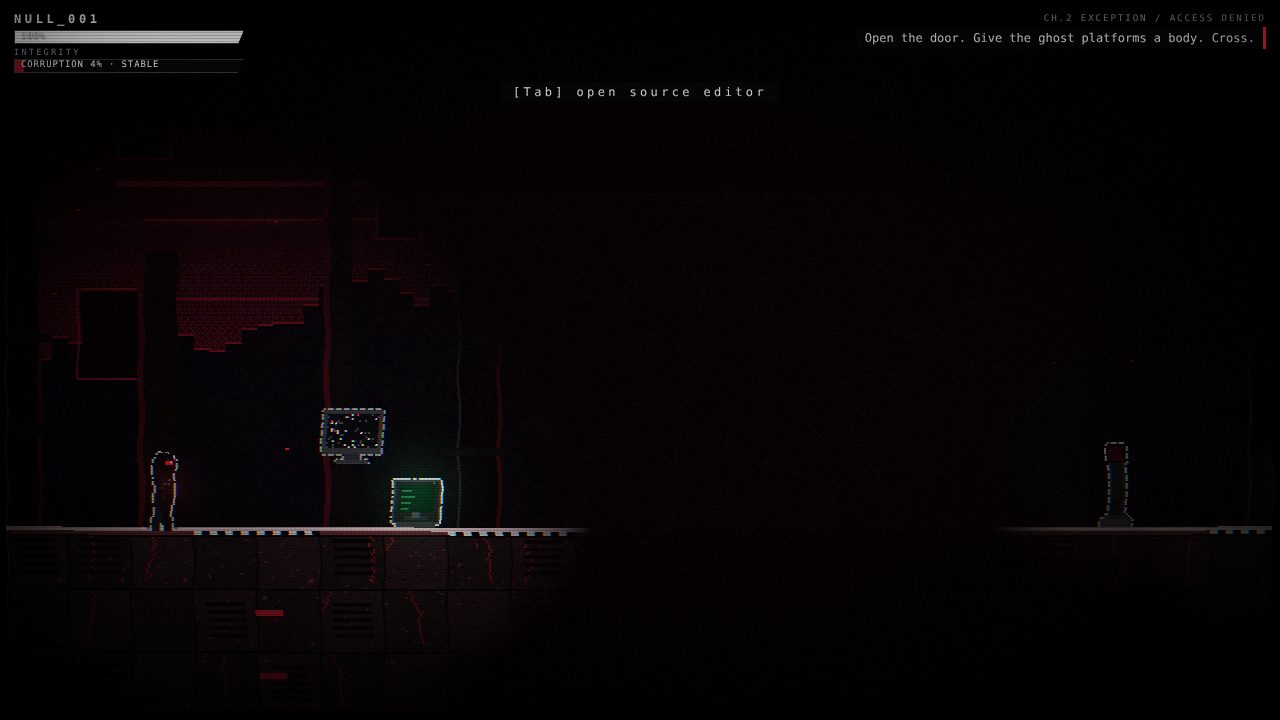 NULL_001
100%
INTEGRITY
CORRUPTION 4% · STABLE
CH.2 EXCEPTION / ACCESS DENIED
Open the door. Give the ghost platforms a body. Cross.
[Tab] open source editor